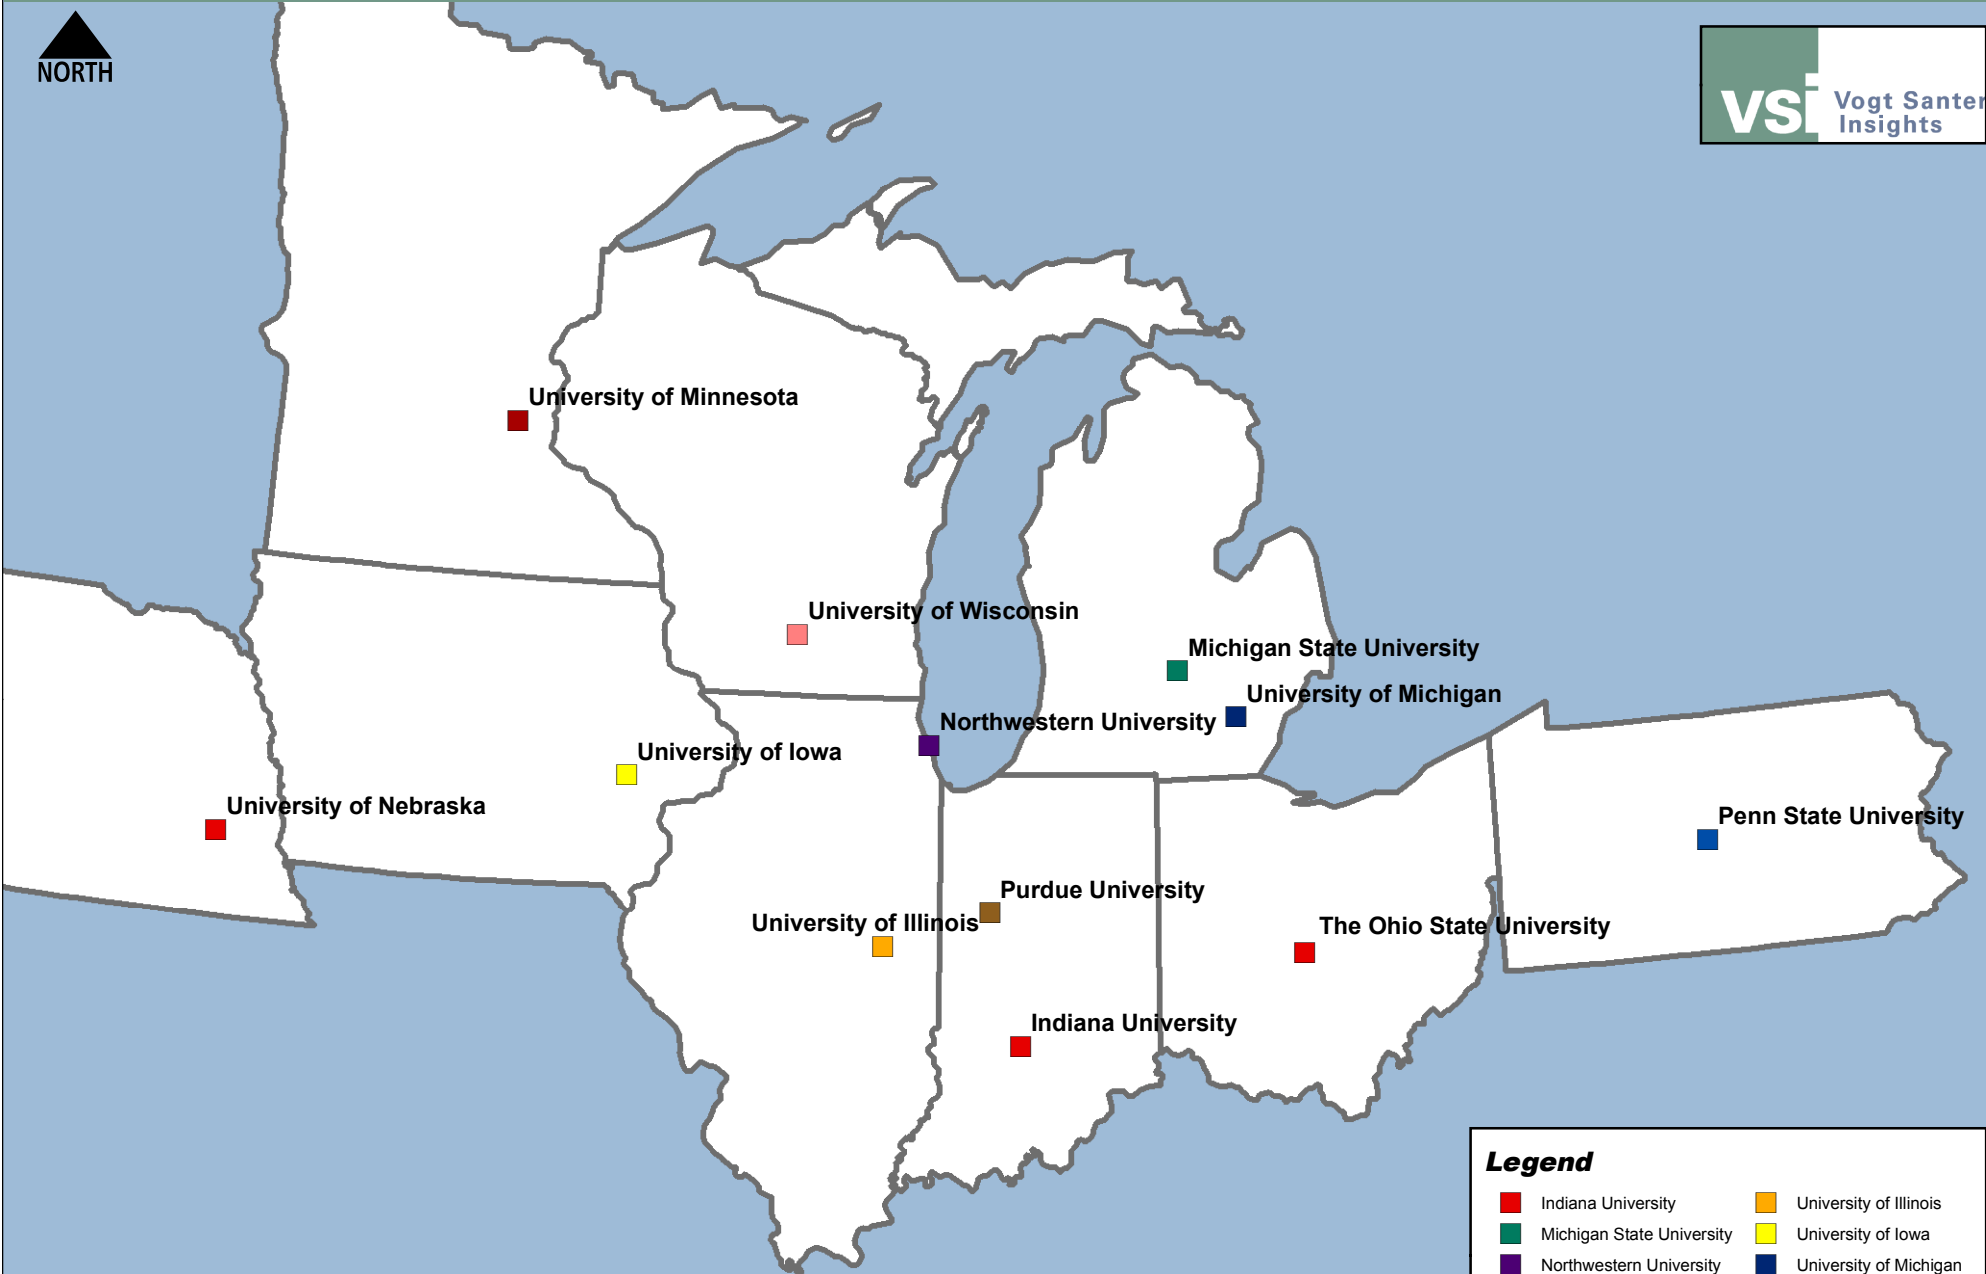 NORTH
vsi
Vogt Santer
Insights
University of Minnesota
University of Wisconsin
Michigan State University
University of Michigan
Northwestern University
University of Iowa
University of Nebraska
Penn State University
Purdue University
University of Illinois
The Ohio State University
Indiana University
Legend
Indiana University
University of Illinois
Michigan State University
University of Iowa
Northwestern University
University of Michigan